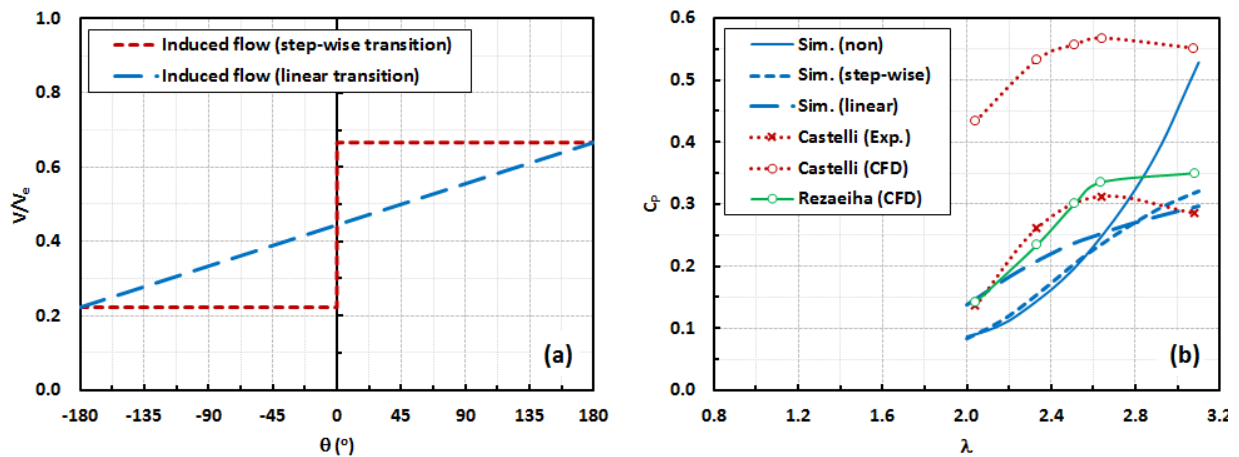 1.0
0.8
0.6
0.4
0.2
0.0
V/Vₑ
Induced flow (step-wise transition)
Induced flow (linear transition)
(a)
-180 -135 -90 -45 0 45 90 135 180
θ (°)
0.6
0.5
0.4
0.3
0.2
0.1
0.0
Cₚ
Sim. (non)
Sim. (step-wise)
Sim. (linear)
Castelli (Exp.)
Castelli (CFD)
Rezaeiha (CFD)
(b)
0.8 1.2 1.6 2.0 2.4 2.8 3.2
λ